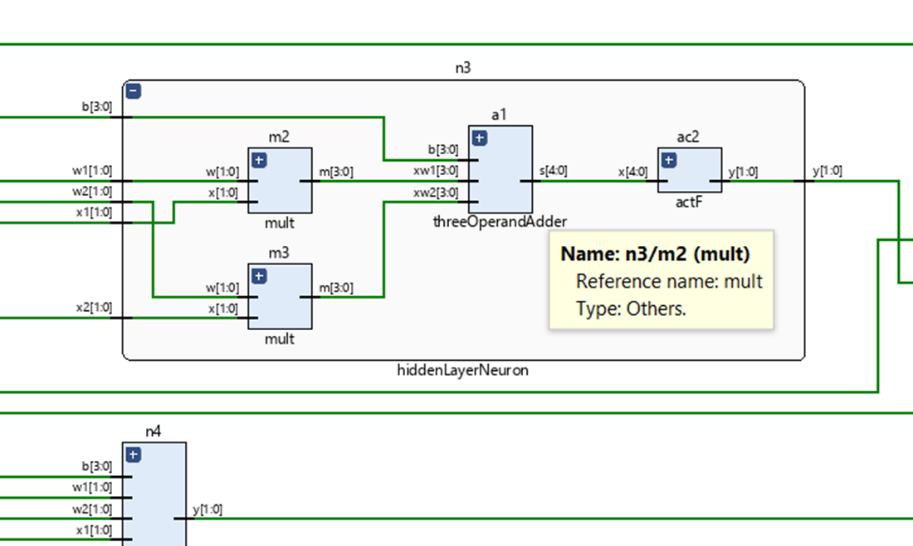 n3
b[3:0]
w1[1:0]
w2[1:0]
x1[1:0]
x2[1:0]
m2
w[1:0]
x[1:0]
m[3:0]
mult
m3
w[1:0]
x[1:0]
m[3:0]
mult
a1
b[3:0]
xw1[3:0]
xw2[3:0]
s[4:0]
threeOperandAdder
ac2
x[4:0]
y[1:0]
actF
y[1:0]
Name: n3/m2 (mult)
Reference name: mult
Type: Others.
hiddenLayerNeuron
n4
b[3:0]
w1[1:0]
w2[1:0]
x1[1:0]
y[1:0]